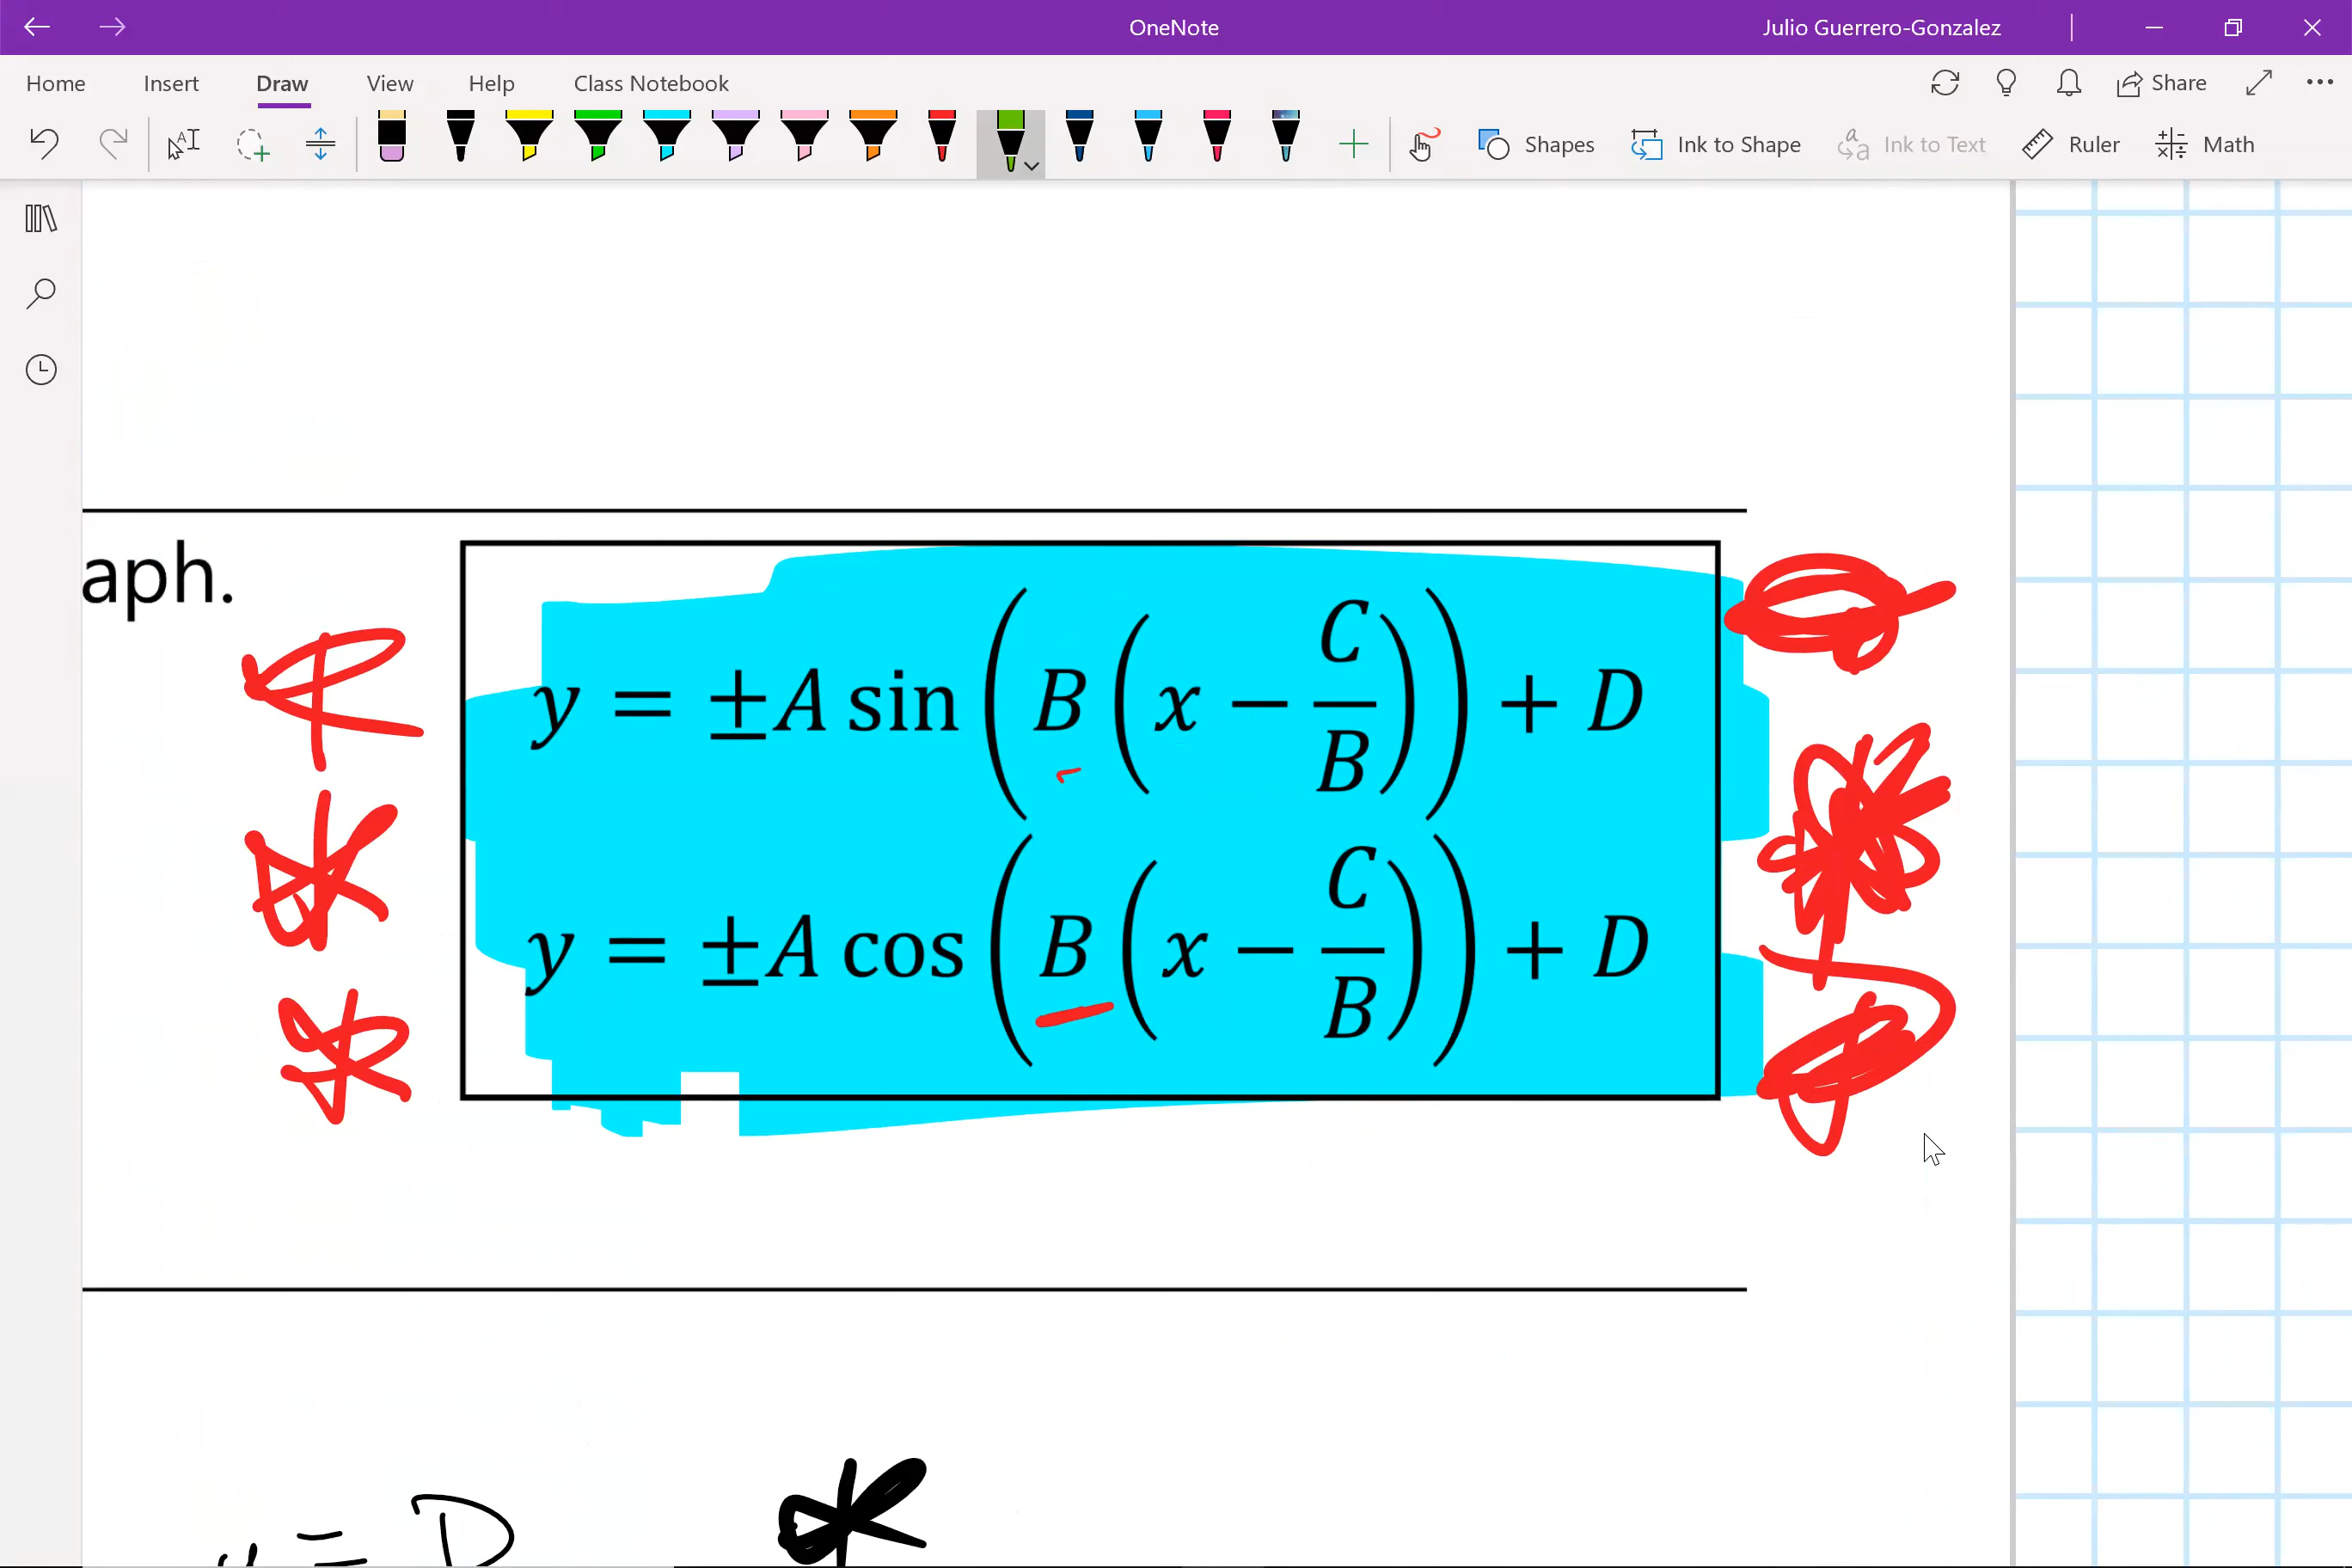 OneNote
Julio Guerrero-Gonzalez
Home Insert Draw View Help Class Notebook Share
Shapes Ink to Shape Ink to Text Ruler Math
aph.
y = ±A sin (B (x − C/B)) + D
y = ±A cos (B (x − C/B)) + D
y = D